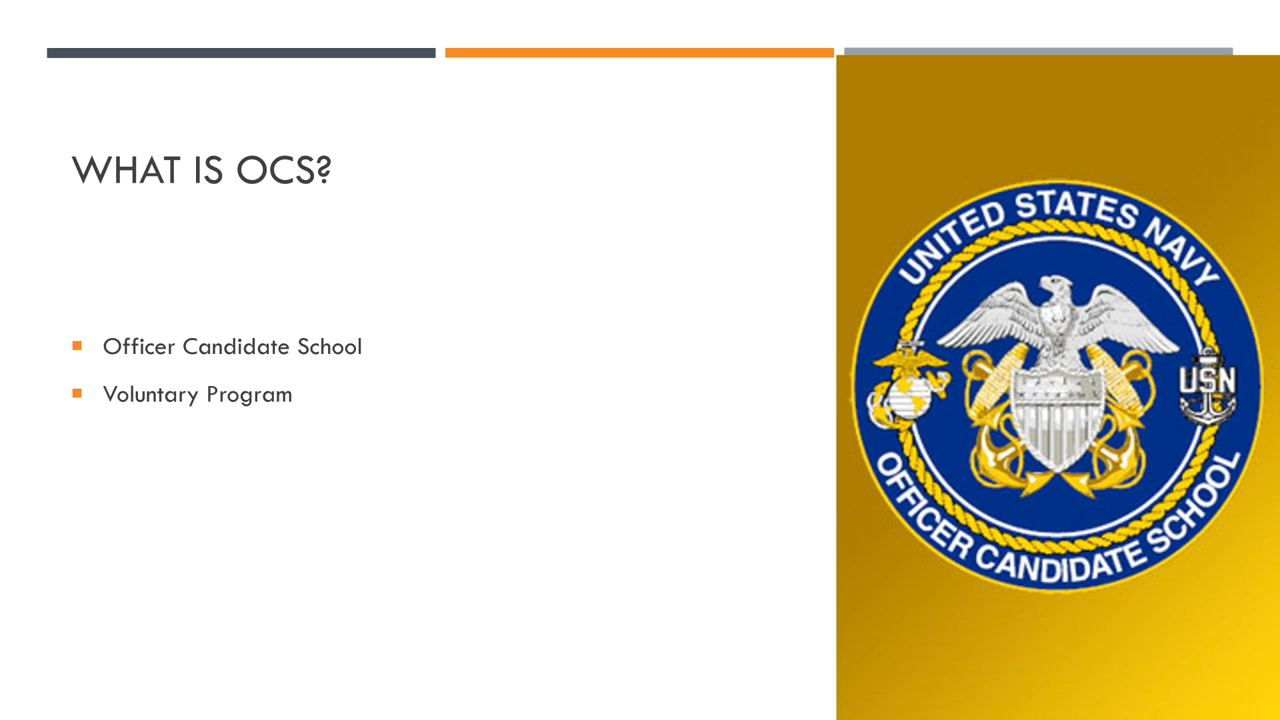 WHAT IS OCS?
Officer Candidate School
Voluntary Program
UNITED STATES NAVY
USN
OFFICER CANDIDATE SCHOOL